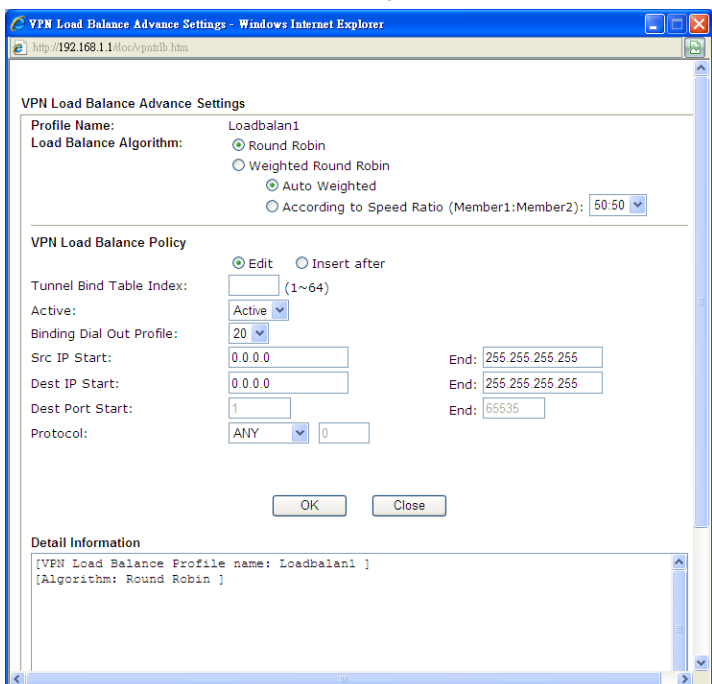 VPN Load Balance Advance Settings - Windows Internet Explorer
http://192.168.1.1/doc/vpntrlb.htm
VPN Load Balance Advance Settings
Profile Name: Loadbalan1
Load Balance Algorithm: Round Robin
Weighted Round Robin
Auto Weighted
According to Speed Ratio (Member1:Member2): 50:50
VPN Load Balance Policy
Edit Insert after
Tunnel Bind Table Index: (1~64)
Active: Active
Binding Dial Out Profile: 20
Src IP Start: 0.0.0.0 End: 255.255.255.255
Dest IP Start: 0.0.0.0 End: 255.255.255.255
Dest Port Start: 1 End: 65535
Protocol: ANY 0
OK Close
Detail Information
[VPN Load Balance Profile name: Loadbalan1 ]
[Algorithm: Round Robin ]